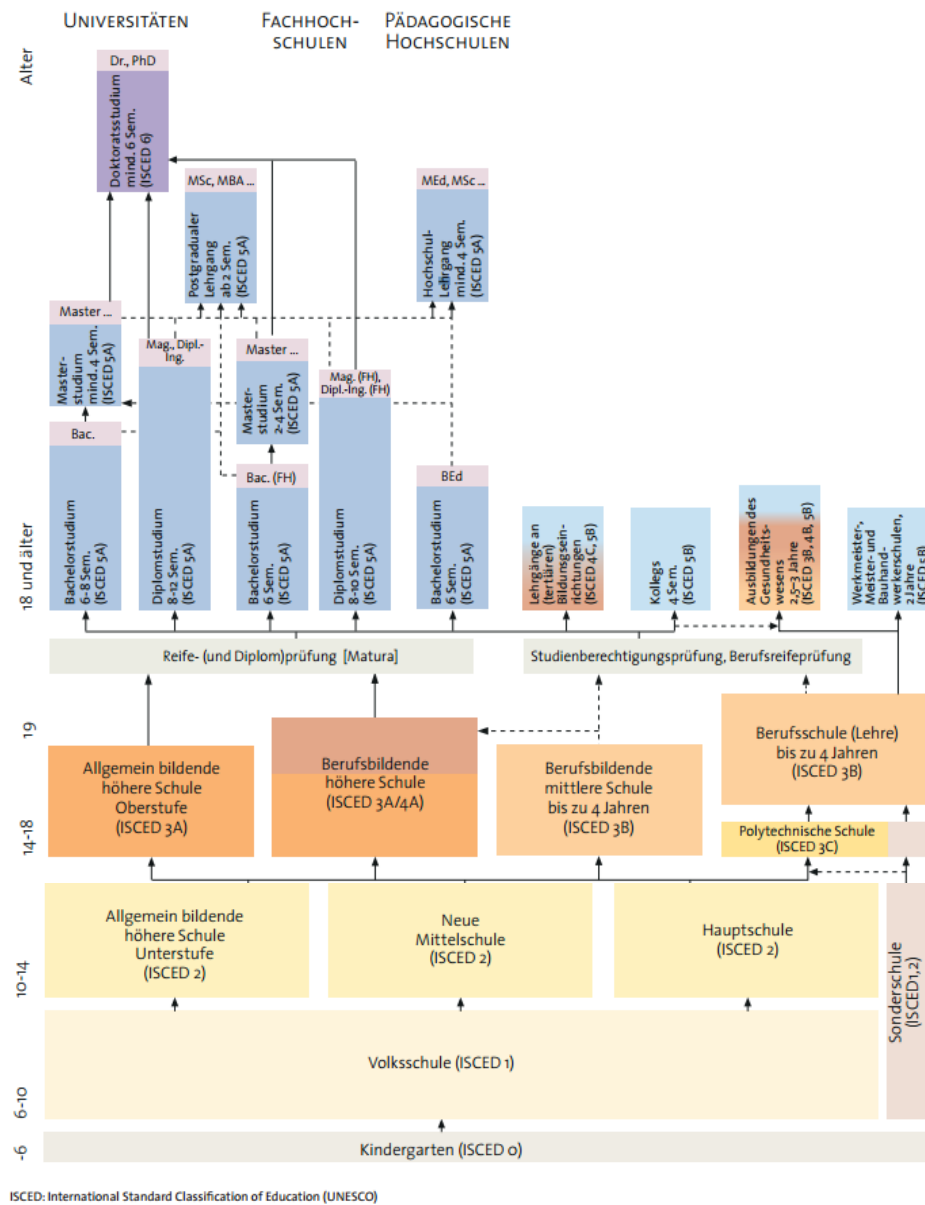 UNIVERSITÄTEN
FACHHOCH-
SCHULEN
PÄDAGOGISCHE
HOCHSCHULEN
Alter
Dr., PhD
Doktoratsstudium
mind. 6 Sem.
(ISCED 6)
MSc, MBA ...
Postgradualer
Lehrgang
ab 2 Sem.
(ISCED 5A)
MEd, MSc ...
Hochschul-
Lehrgang
mind. 4 Sem.
(ISCED 5A)
Master ...
Master-
studium
mind. 4 Sem.
(ISCED 5A)
Mag., Dipl.-
Ing.
Master ...
Master-
studium
2-4 Sem.
(ISCED 5A)
Mag. (FH),
Dipl.-Ing. (FH)
Bac.
Bac. (FH)
BEd
18 und älter
Bachelorstudium
6-8 Sem.
(ISCED 5A)
Diplomstudium
8-12 Sem.
(ISCED 5A)
Bachelorstudium
6 Sem.
(ISCED 5A)
Diplomstudium
8-10 Sem.
(ISCED 5A)
Bachelorstudium
6 Sem.
(ISCED 5A)
Lehrgänge an
(tertiären)
Bildungsgsein-
richtungen
(ISCED 4C, 5B)
Kollegs
4 Sem.
(ISCED 5B)
Ausbildungen des
Gesundheits-
wesens
2,5-3 Jahre
(ISCED 3B, 4B, 5B)
Werkmeister-,
Meister- und
Bauhand-
werkerschulen,
2 Jahre
(ISCED 5B)
Reife- (und Diplom)prüfung [Matura]
Studienberechtigungsprüfung, Berufsreifeprüfung
19
14-18
Allgemein bildende
höhere Schule
Oberstufe
(ISCED 3A)
Berufsbildende
höhere Schule
(ISCED 3A/4A)
Berufsbildende
mittlere Schule
bis zu 4 Jahren
(ISCED 3B)
Berufsschule (Lehre)
bis zu 4 Jahren
(ISCED 3B)
Polytechnische Schule
(ISCED 3C)
10-14
Allgemein bildende
höhere Schule
Unterstufe
(ISCED 2)
Neue
Mittelschule
(ISCED 2)
Hauptschule
(ISCED 2)
Sonderschule
(ISCED1,2)
6-10
Volksschule (ISCED 1)
-6
Kindergarten (ISCED 0)
ISCED: International Standard Classification of Education (UNESCO)